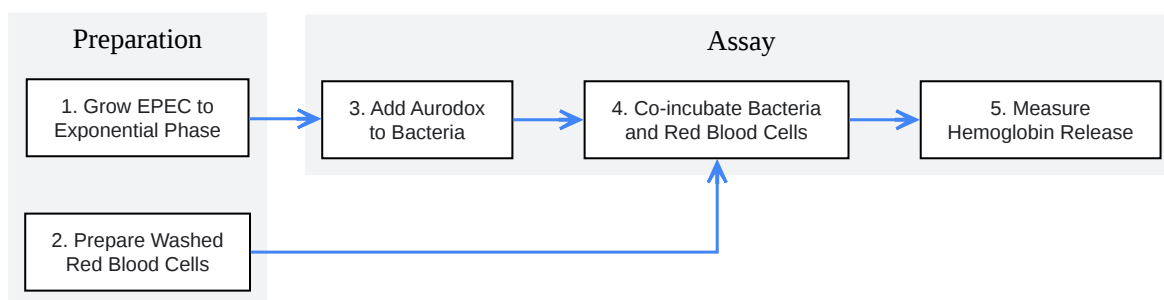 Preparation
1. Grow EPEC to
Exponential Phase
2. Prepare Washed
Red Blood Cells
Assay
3. Add Aurodox
to Bacteria
4. Co-incubate Bacteria
and Red Blood Cells
5. Measure
Hemoglobin Release